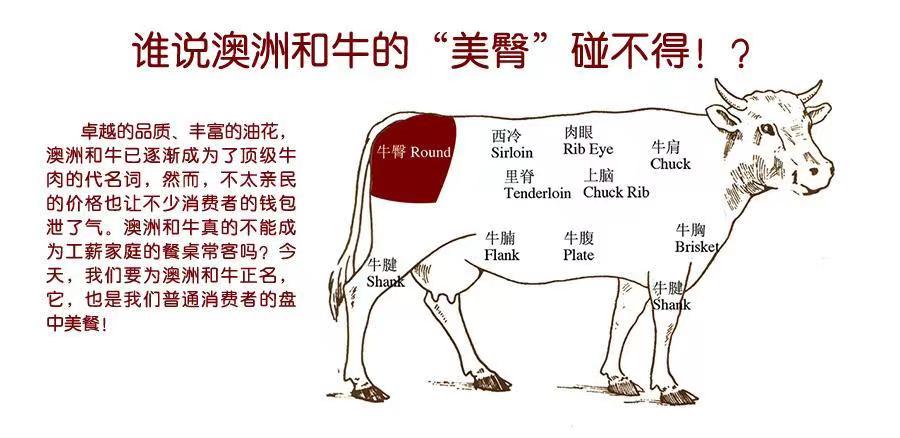 谁说澳洲和牛的“美臀”碰不得！？
卓越的品质、丰富的油花，
澳洲和牛已逐渐成为了顶级牛
肉的代名词，然而，不太亲民
的价格也让不少消费者的钱包
泄了气。澳洲和牛真的不能成
为工薪家庭的餐桌常客吗？今
天，我们要为澳洲和牛正名，
它，也是我们普通消费者的盘
中美餐！
牛臀 Round
西冷
Sirloin
肉眼
Rib Eye
牛肩
Chuck
里脊
Tenderloin
上脑
Chuck Rib
牛腩
Flank
牛腹
Plate
牛胸
Brisket
牛腱
Shank
牛腱
Shank